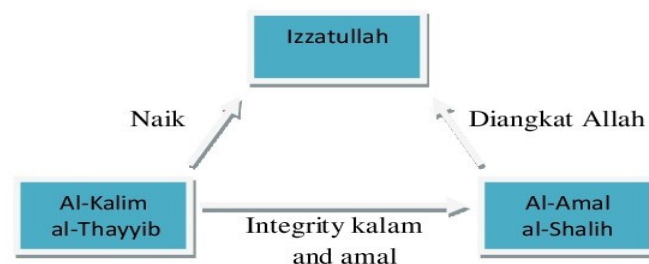 Izzatullah
Naik
Diangkat Allah
Al-Kalim
al-Thayyib
Integrity kalam
and amal
Al-Amal
al-Shalih